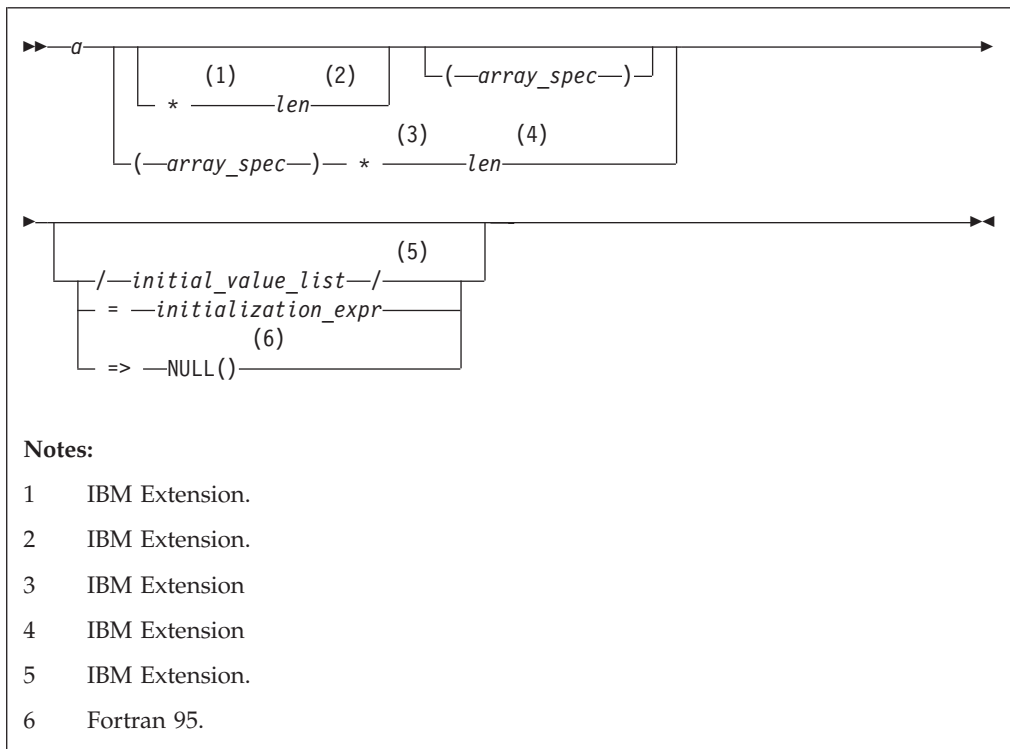 a
(1) (2) (—array_spec—)
* len
(3) (4)
(—array_spec—) * len
(5)
/—initial_value_list—/
= initialization_expr
(6)
=> NULL()
Notes:
1 IBM Extension.
2 IBM Extension.
3 IBM Extension
4 IBM Extension
5 IBM Extension.
6 Fortran 95.